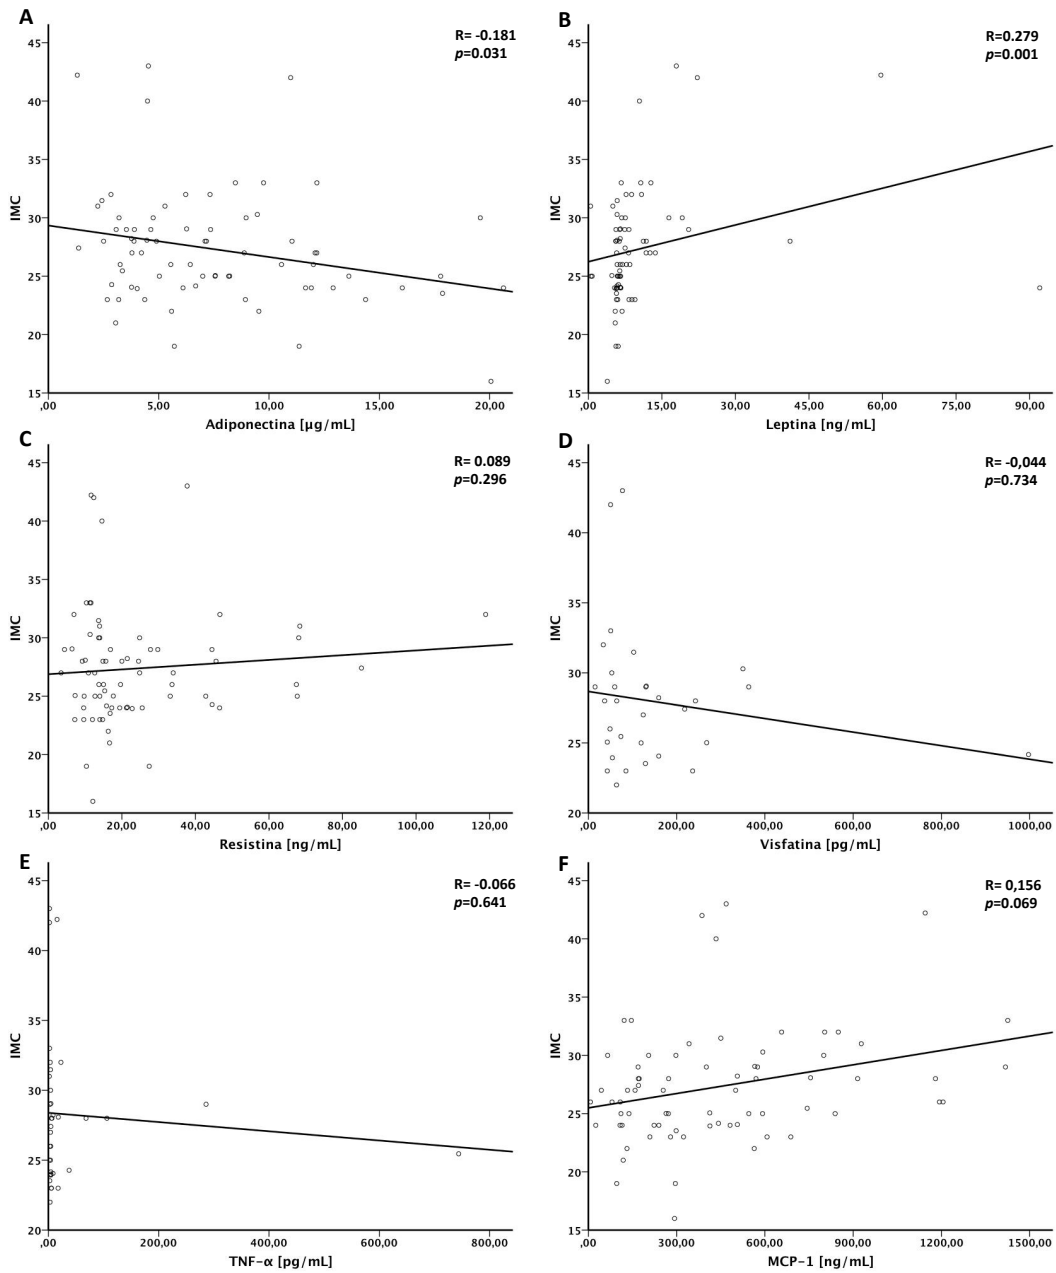 A
R= -0.181
p=0.031
45
40
35
30
25
20
15
IMC
,00 5,00 10,00 15,00 20,00
Adiponectina [µg/mL]
B
R=0.279
p=0.001
45
40
35
30
25
20
15
IMC
,00 15,00 30,00 45,00 60,00 75,00 90,00
Leptina [ng/mL]
C
R= 0.089
p=0.296
45
40
35
30
25
20
15
IMC
,00 20,00 40,00 60,00 80,00 100,00 120,00
Resistina [ng/mL]
D
R= -0,044
p=0.734
45
40
35
30
25
20
IMC
,00 200,00 400,00 600,00 800,00 1000,00
Visfatina [pg/mL]
E
R= -0.066
p=0.641
45
40
35
30
25
20
IMC
,00 200,00 400,00 600,00 800,00
TNF-α [pg/mL]
F
R= 0,156
p=0.069
45
40
35
30
25
20
15
IMC
,00 300,00 600,00 900,00 1200,00 1500,00
MCP-1 [ng/mL]